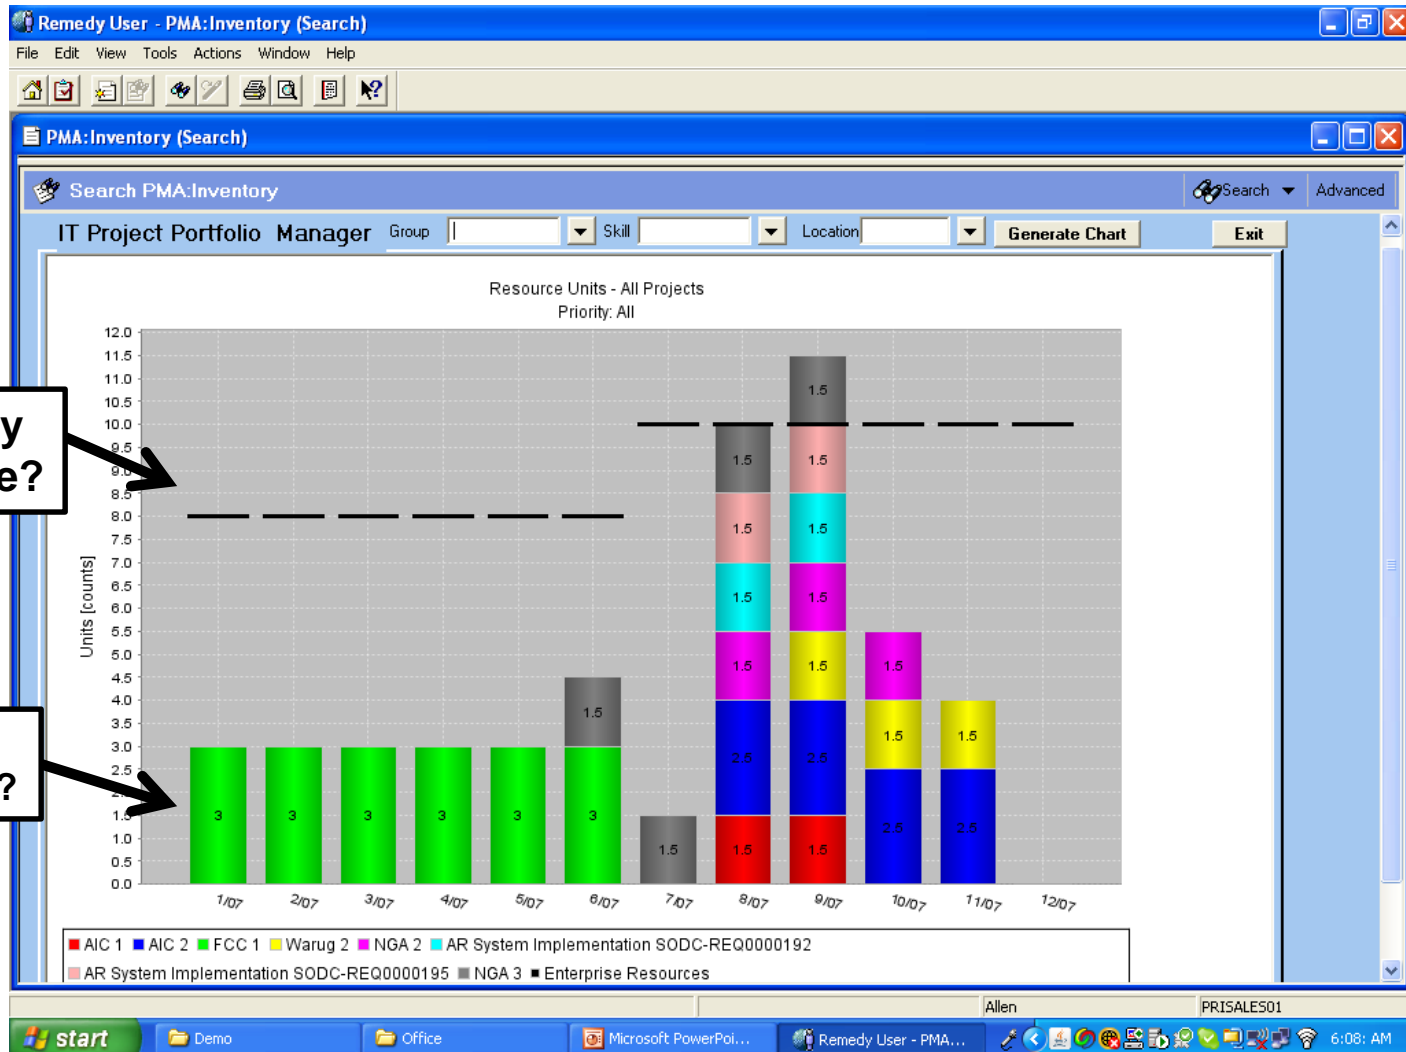 Remedy User - PMA:Inventory (Search)
File Edit View Tools Actions Window Help
PMA:Inventory (Search)
Search PMA:Inventory
Search
Advanced
IT Project Portfolio Manager
Group
Skill
Location
Generate Chart
Exit
Resource Units - All Projects
Priority: All
Units [counts]
12.0
11.5
11.0
10.5
10.0
9.5
9.0
8.5
8.0
7.5
7.0
6.5
6.0
5.5
5.0
4.5
4.0
3.5
3.0
2.5
1.5
1.0
0.5
0.0
y
e?
?
3
3
3
3
3
3
1.5
1.5
1.5
2.5
1.5
1.5
1.5
1.5
1.5
2.5
1.5
1.5
1.5
1.5
1.5
2.5
1.5
1.5
2.5
1.5
1/07 2/07 3/07 4/07 5/07 6/07 7/07 8/07 9/07 10/07 11/07 12/07
AIC 1 AIC 2 FCC 1 Warug 2 NGA 2 AR System Implementation SODC-REQ0000192
AR System Implementation SODC-REQ0000195 NGA 3 Enterprise Resources
Allen
PRISALES01
start
Demo
Office
Microsoft PowerPoi...
Remedy User - PMA...
6:08: AM